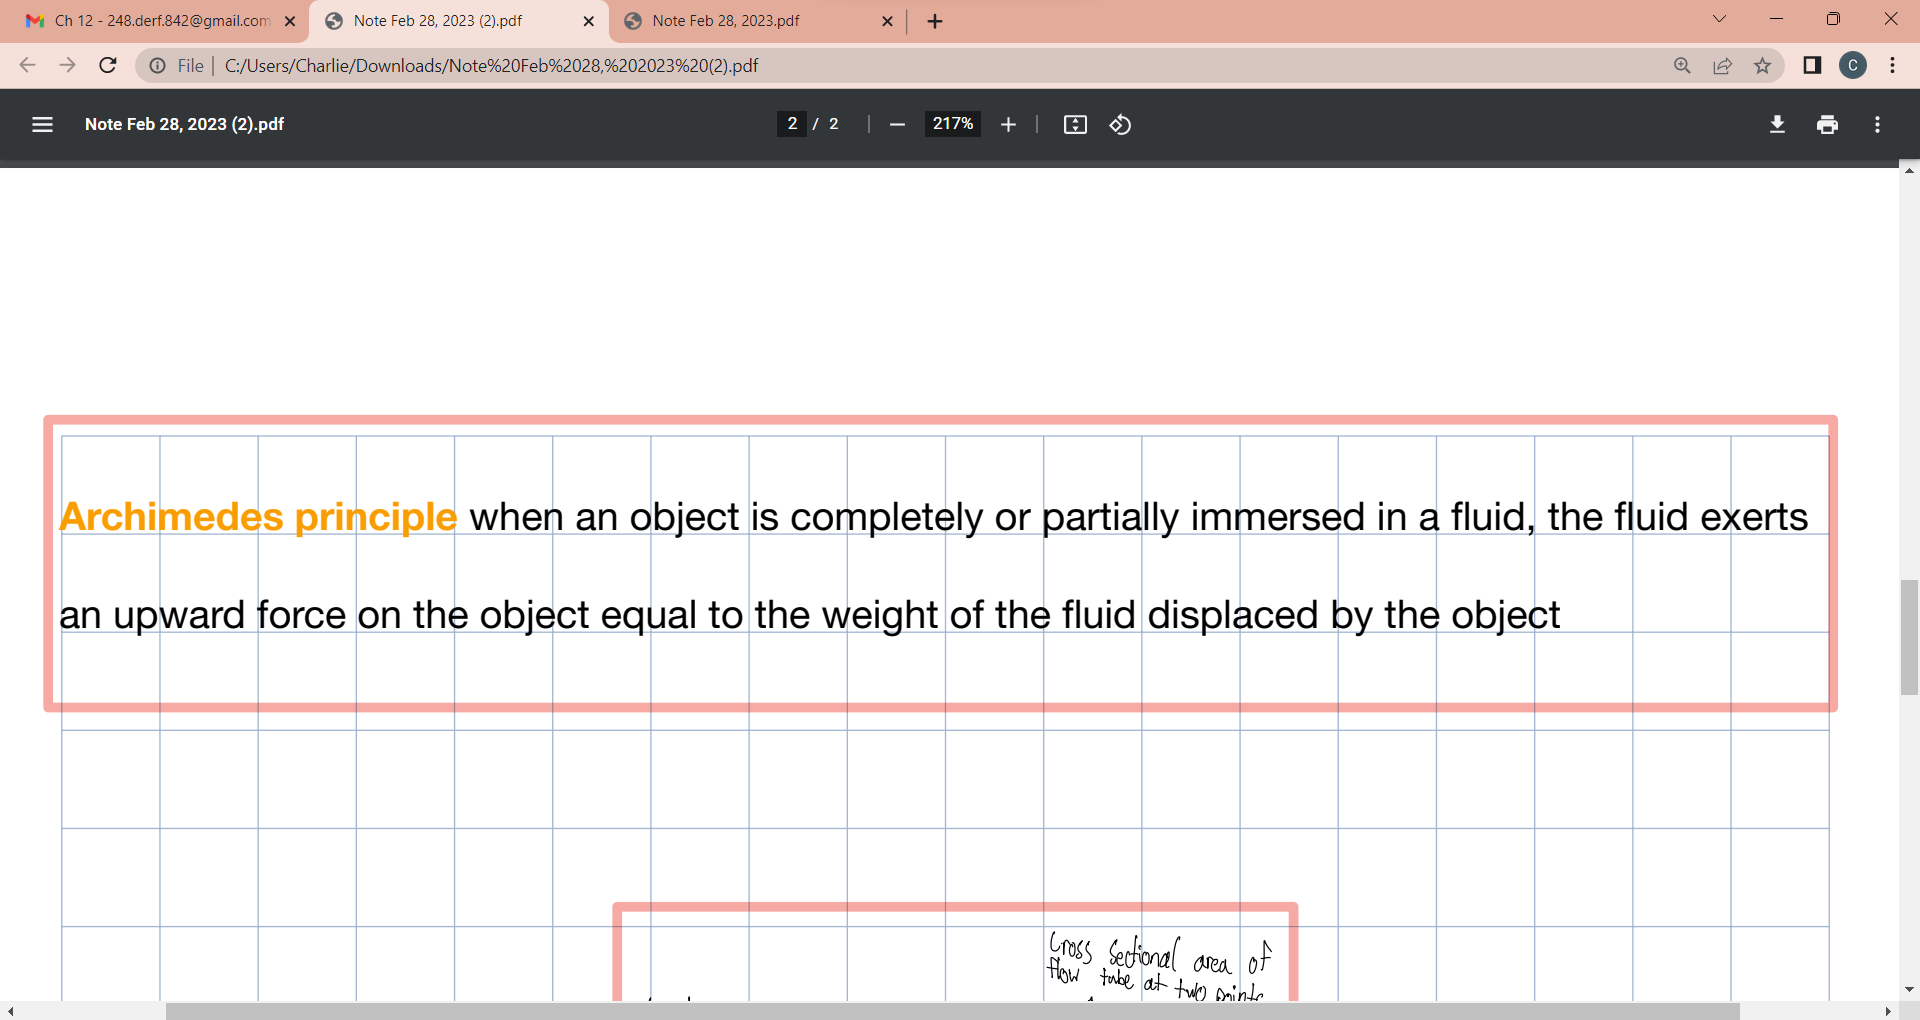 Ch 12 - 248.derf.842@gmail.com
Note Feb 28, 2023 (2).pdf
Note Feb 28, 2023.pdf
File
C:/Users/Charlie/Downloads/Note%20Feb%2028,%202023%20(2).pdf
C
Note Feb 28, 2023 (2).pdf
2 / 2
217%
Archimedes principle when an object is completely or partially immersed in a fluid, the fluid exerts
an upward force on the object equal to the weight of the fluid displaced by the object
Cross sectional area of
flow tube at two points